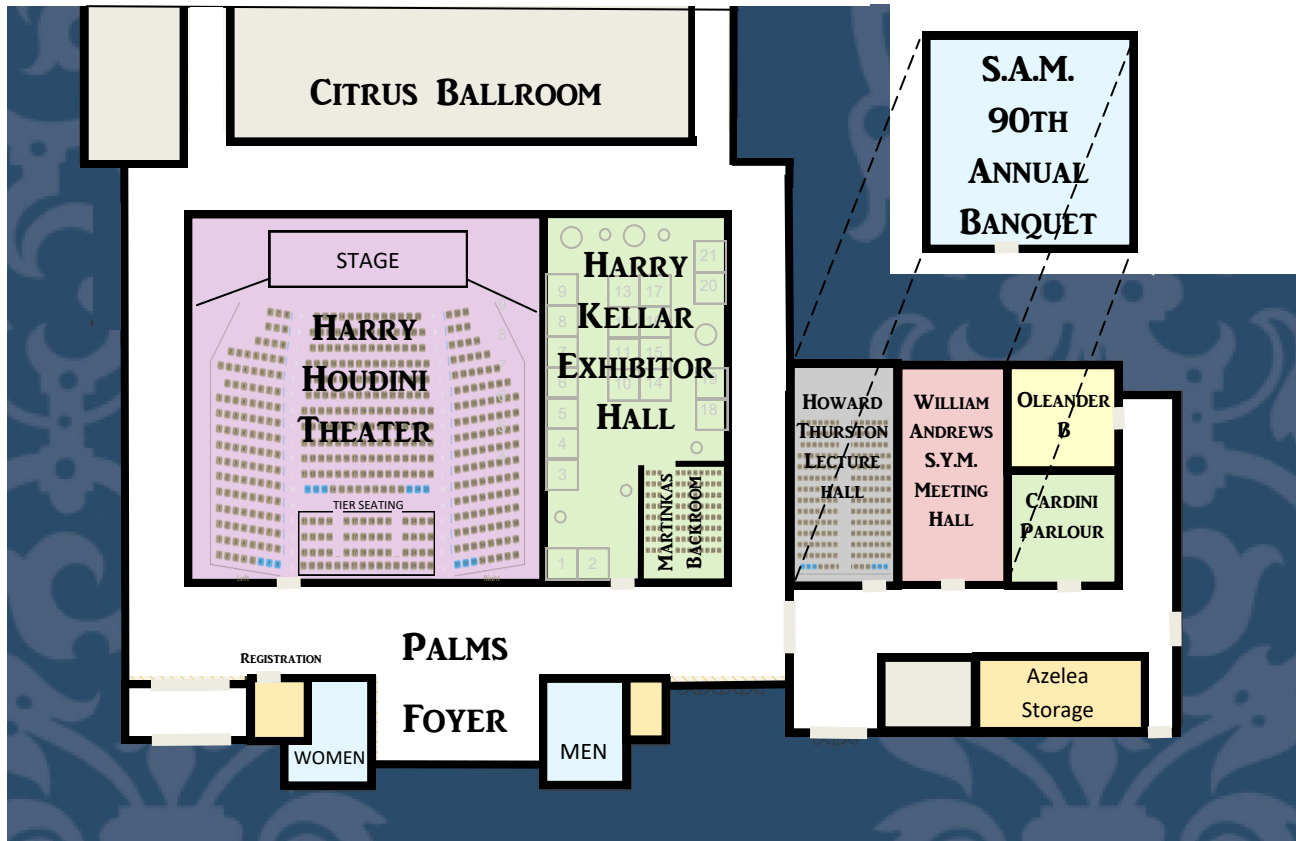 CITRUS BALLROOM
S.A.M.
90TH
ANNUAL
BANQUET
STAGE
HARRY
HOUDINI
THEATER
TIER SEATING
Left
Right
HARRY
KELLAR
EXHIBITOR
HALL
21
20
9
13 17
8
7
11 15
6
10 14
19
18
5
4
3
1 2
MARTINKAS
BACKROOM
HOWARD
THURSTON
LECTURE
HALL
WILLIAM
ANDREWS
S.Y.M.
MEETING
HALL
OLEANDER
B
CARDINI
PARLOUR
REGISTRATION
PALMS
FOYER
WOMEN
MEN
Azelea
Storage